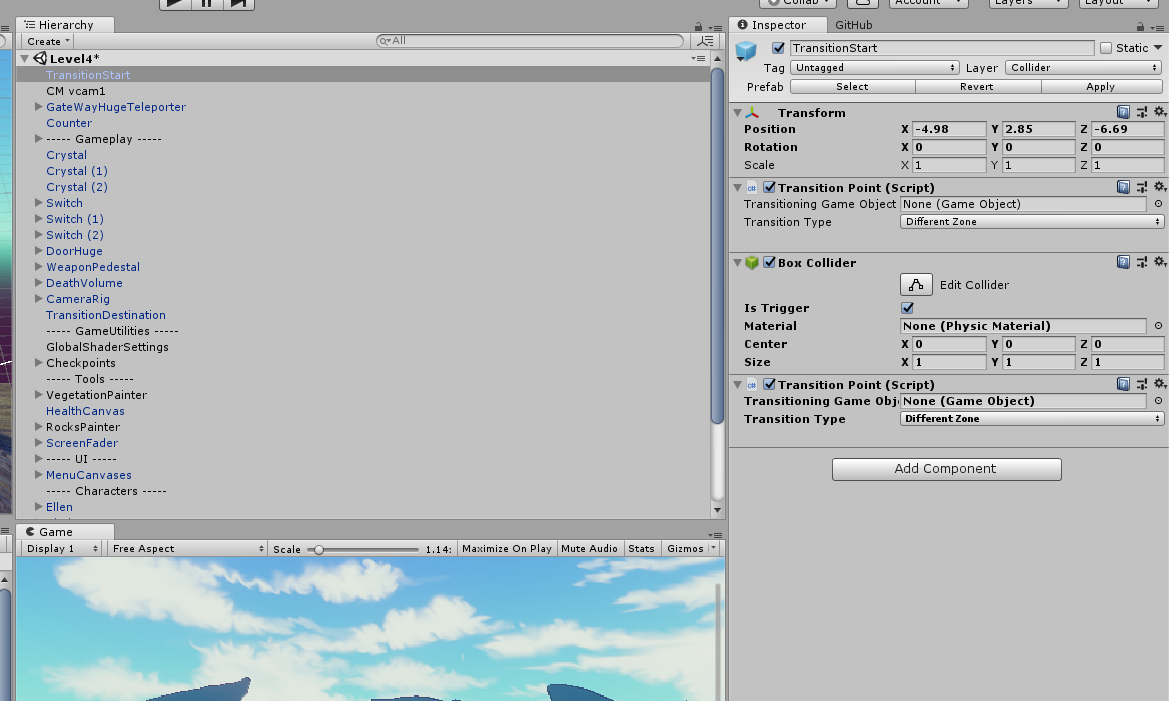 Collab
Account
Layers
Layout
Hierarchy
Create
All
Level4*
TransitionStart
CM vcam1
GateWayHugeTeleporter
Counter
----- Gameplay -----
Crystal
Crystal (1)
Crystal (2)
Switch
Switch (1)
Switch (2)
DoorHuge
WeaponPedestal
DeathVolume
CameraRig
TransitionDestination
----- GameUtilities -----
GlobalShaderSettings
Checkpoints
----- Tools -----
VegetationPainter
HealthCanvas
RocksPainter
ScreenFader
----- UI -----
MenuCanvases
----- Characters -----
Ellen
Game
Display 1 Free Aspect Scale 1.14: Maximize On Play Mute Audio Stats Gizmos
Inspector GitHub
TransitionStart Static
Tag Untagged Layer Collider
Prefab Select Revert Apply
Transform
Position X -4.98 Y 2.85 Z -6.69
Rotation X 0 Y 0 Z 0
Scale X 1 Y 1 Z 1
c# Transition Point (Script)
Transitioning Game Object None (Game Object)
Transition Type Different Zone
Box Collider
Edit Collider
Is Trigger
Material None (Physic Material)
Center X 0 Y 0 Z 0
Size X 1 Y 1 Z 1
c# Transition Point (Script)
Transitioning Game Obj None (Game Object)
Transition Type Different Zone
Add Component